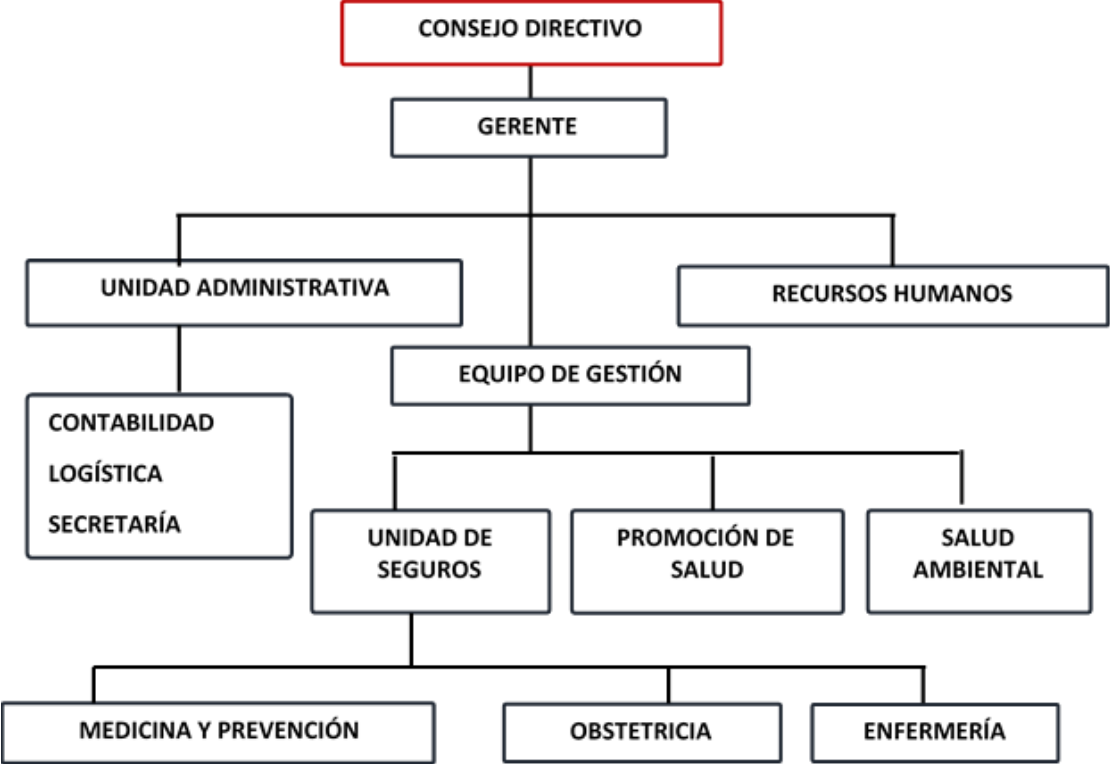 CONSEJO DIRECTIVO
GERENTE
UNIDAD ADMINISTRATIVA
RECURSOS HUMANOS
EQUIPO DE GESTIÓN
CONTABILIDAD
LOGÍSTICA
SECRETARÍA
UNIDAD DE
SEGUROS
PROMOCIÓN DE
SALUD
SALUD
AMBIENTAL
MEDICINA Y PREVENCIÓN
OBSTETRICIA
ENFERMERÍA